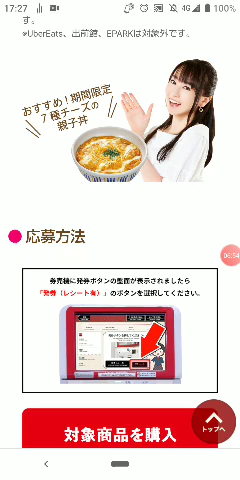 17:27
4G
100%
す。
※UberEats、出前館、EPARKは対象外です。
おすすめ！期間限定
7種チーズの
親子丼
06:54
応募方法
券売機に発券ボタンの画面が表示されましたら
「発券（レシート有）」のボタンを選択してください。
対象商品を購入
トップへ